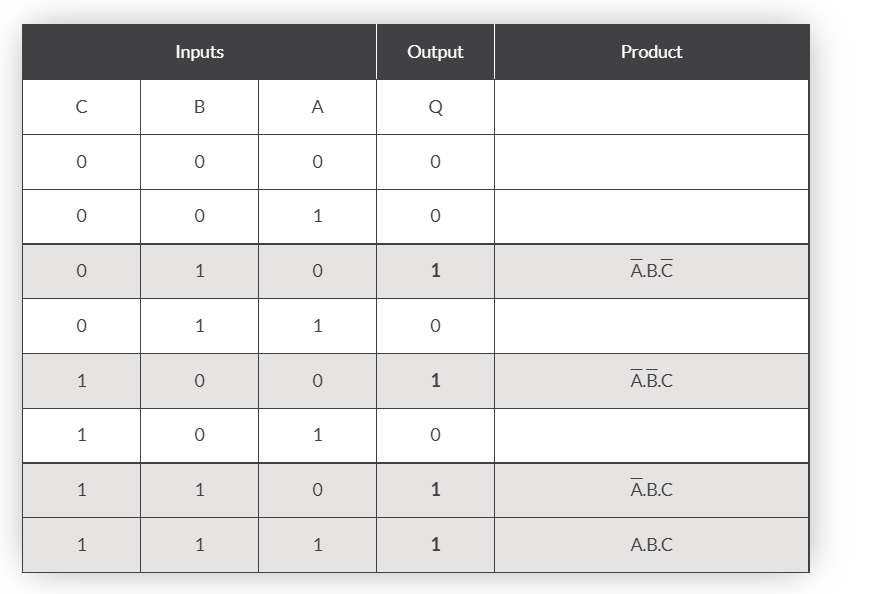 Inputs Output Product
C B A Q
0 0 0 0
0 0 1 0
0 1 0 1 A̅.B.C̅
0 1 1 0
1 0 0 1 A̅.B̅.C
1 0 1 0
1 1 0 1 A̅.B.C
1 1 1 1 A.B.C